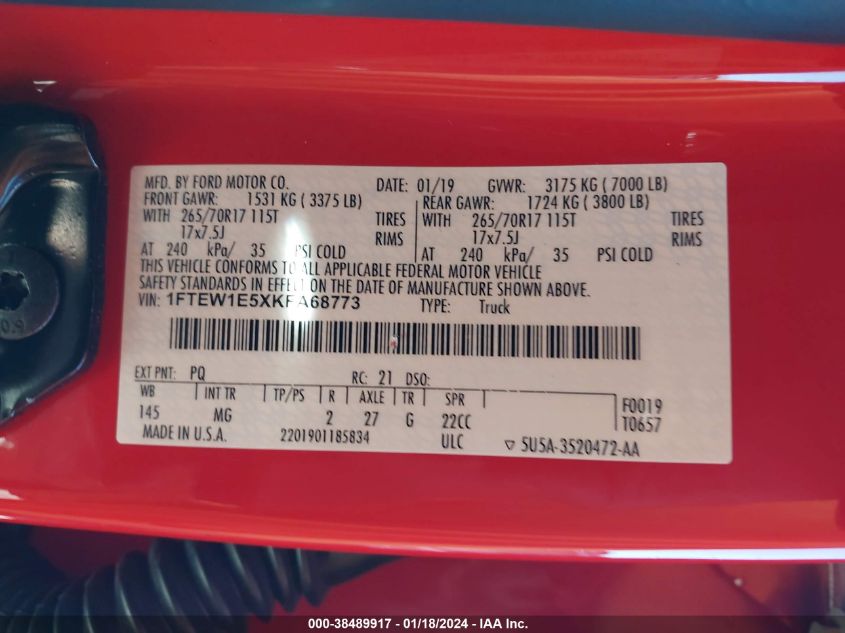 MFD. BY FORD MOTOR CO. DATE: 01/19 GVWR: 3175 KG ( 7000 LB)
FRONT GAWR: 1531 KG ( 3375 LB) REAR GAWR: 1724 KG ( 3800 LB)
WITH 265/70R17 115T TIRES WITH 265/70R17 115T TIRES
17x7.5J RIMS 17x7.5J RIMS
AT 240 kPa/ 35 PSI COLD AT 240 kPa/ 35 PSI COLD
THIS VEHICLE CONFORMS TO ALL APPLICABLE FEDERAL MOTOR VEHICLE
SAFETY STANDARDS IN EFFECT ON THE DATE OF MANUFACTURE SHOWN ABOVE.
VIN: 1FTEW1E5XKFA68773 TYPE: Truck
EXT PNT: PQ RC: 21 DSO:
WB INT TR TP/PS R AXLE TR SPR F0019
145 MG 2 27 G 22CC T0657
MADE IN U.S.A. 2201901185834 ULC ▽ 5U5A-3520472-AA
000-38489917 - 01/18/2024 - IAA Inc.